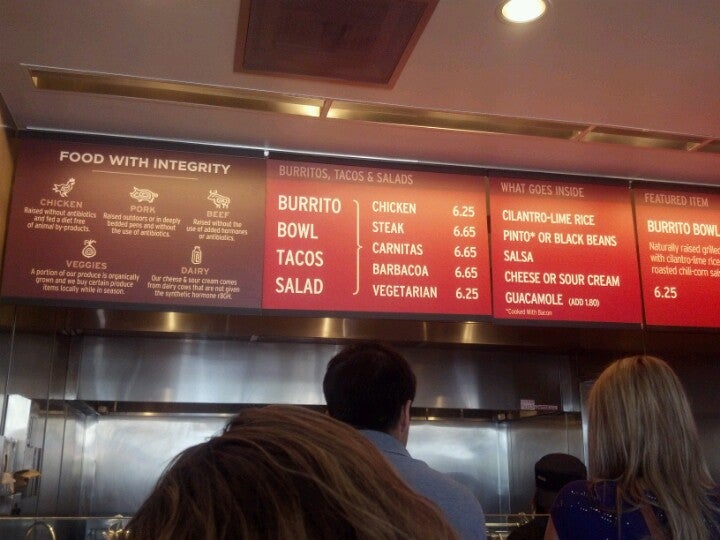 FOOD WITH INTEGRITY
CHICKEN
Raised without antibiotics
and fed a diet free
of animal by-products.
PORK
Raised outdoors or in deeply
bedded pens and without
the use of antibiotics.
BEEF
Raised without the
use of added hormones
or antibiotics.
VEGGIES
A portion of our produce is organically
grown and we buy certain produce
items locally while in season.
DAIRY
Our cheese & sour cream comes
from dairy cows that are not given
the synthetic hormone rBGH.
BURRITOS, TACOS & SALADS
BURRITO
BOWL
TACOS
SALAD
CHICKEN 6.25
STEAK 6.65
CARNITAS 6.65
BARBACOA 6.65
VEGETARIAN 6.25
WHAT GOES INSIDE
CILANTRO-LIME RICE
PINTO* OR BLACK BEANS
SALSA
CHEESE OR SOUR CREAM
GUACAMOLE (ADD 1.80)
*Cooked With Bacon
FEATURED ITEM
BURRITO BOWL
Naturally raised grilled
with cilantro-lime rice
roasted chili-corn sal
6.25